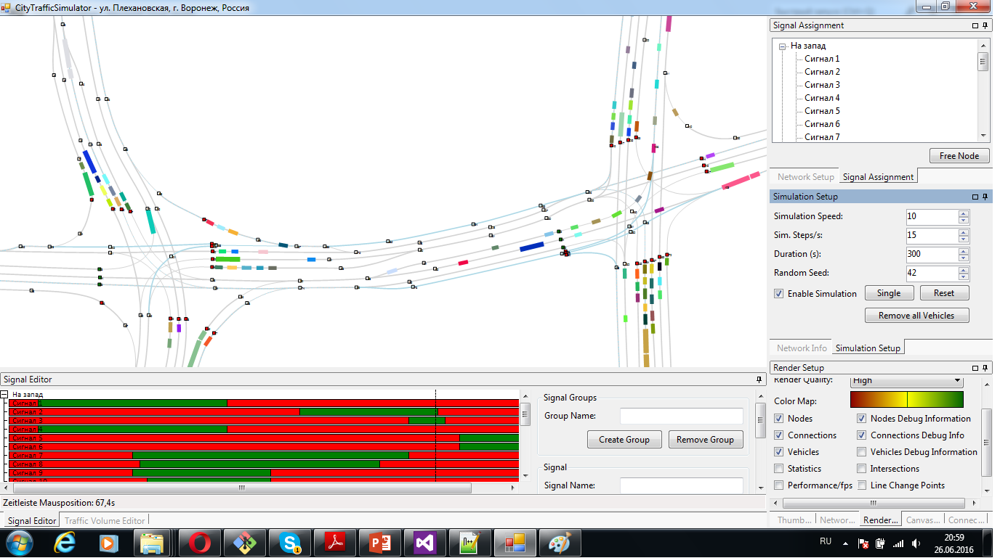 CityTrafficSimulator - ул. Плехановская, г. Воронеж, Россия
Signal Assignment
На запад
Сигнал 1
Сигнал 2
Сигнал 3
Сигнал 4
Сигнал 5
Сигнал 6
Сигнал 7
Free Node
Network Setup Signal Assignment
Simulation Setup
Simulation Speed: 10
Sim. Steps/s: 15
Duration (s): 300
Random Seed: 42
Enable Simulation Single Reset
Remove all Vehicles
Network Info Simulation Setup
Render Setup
Render Quality: High
Color Map:
Nodes Nodes Debug Information
Connections Connections Debug Info
Vehicles Vehicles Debug Information
Statistics Intersections
Performance/fps Line Change Points
Thumb... Networ... Render... Canvas... Connec...
Signal Editor
На запад
Сигнал 1
Сигнал 2
Сигнал 3
Сигнал 4
Сигнал 5
Сигнал 6
Сигнал 7
Сигнал 8
Сигнал 9
Сигнал 10
Signal Groups
Group Name:
Create Group Remove Group
Signal
Signal Name:
Zeitleiste Mausposition: 67,4s
Signal Editor Traffic Volume Editor
RU
20:59
26.06.2016